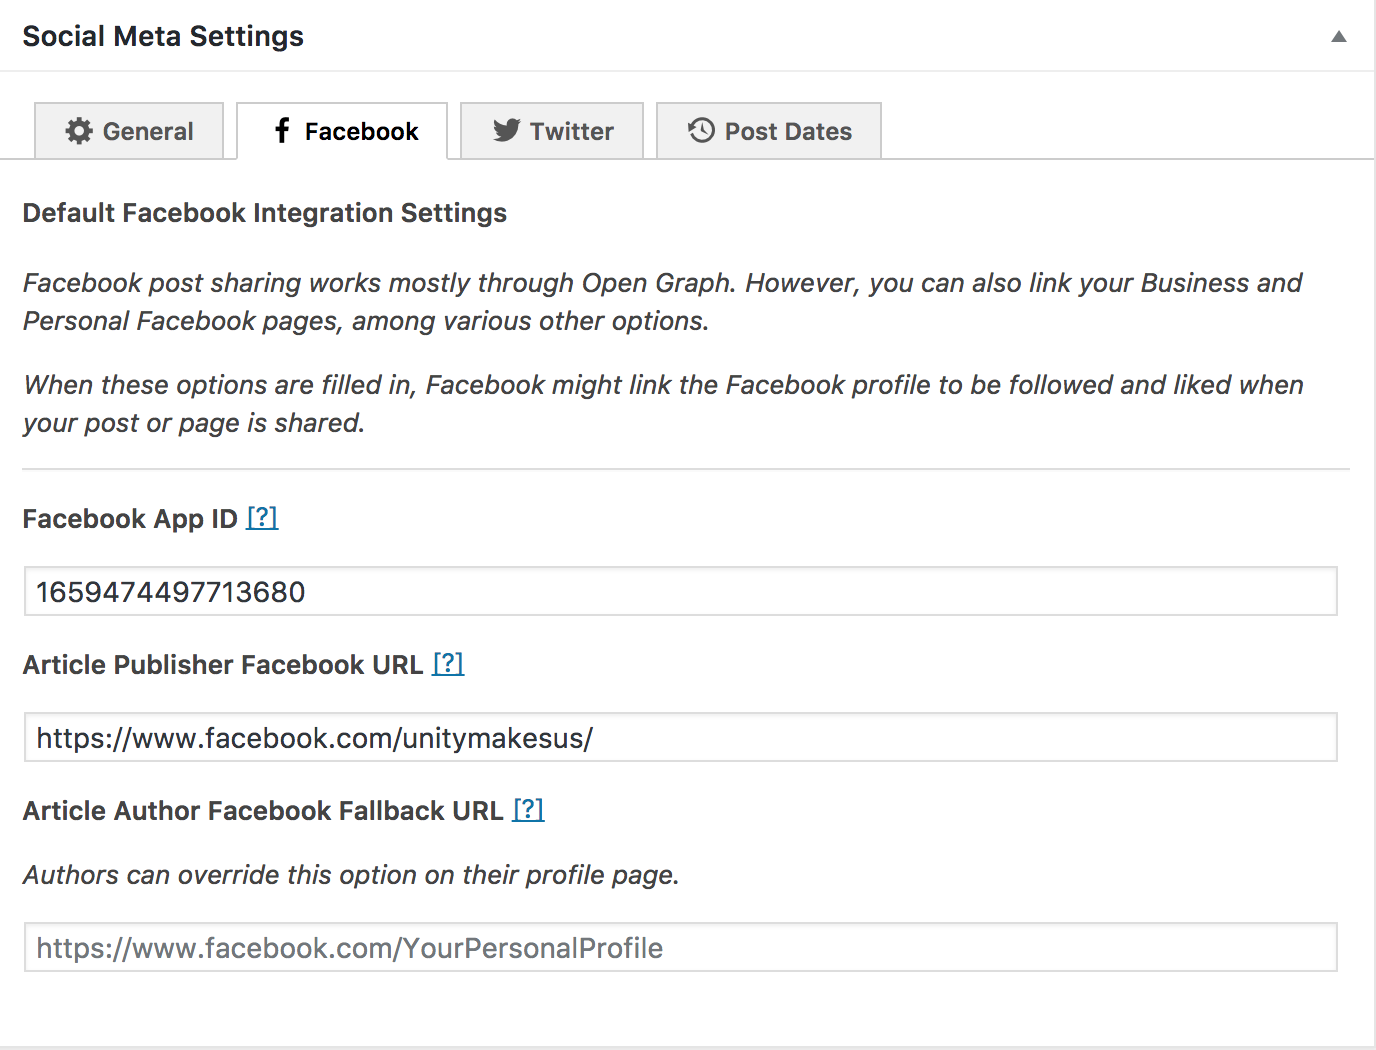 Social Meta Settings
General
Facebook
Twitter
Post Dates
Default Facebook Integration Settings
Facebook post sharing works mostly through Open Graph. However, you can also link your Business and
Personal Facebook pages, among various other options.
When these options are filled in, Facebook might link the Facebook profile to be followed and liked when
your post or page is shared.
Facebook App ID [?]
1659474497713680
Article Publisher Facebook URL [?]
https://www.facebook.com/unitymakesus/
Article Author Facebook Fallback URL [?]
Authors can override this option on their profile page.
https://www.facebook.com/YourPersonalProfile